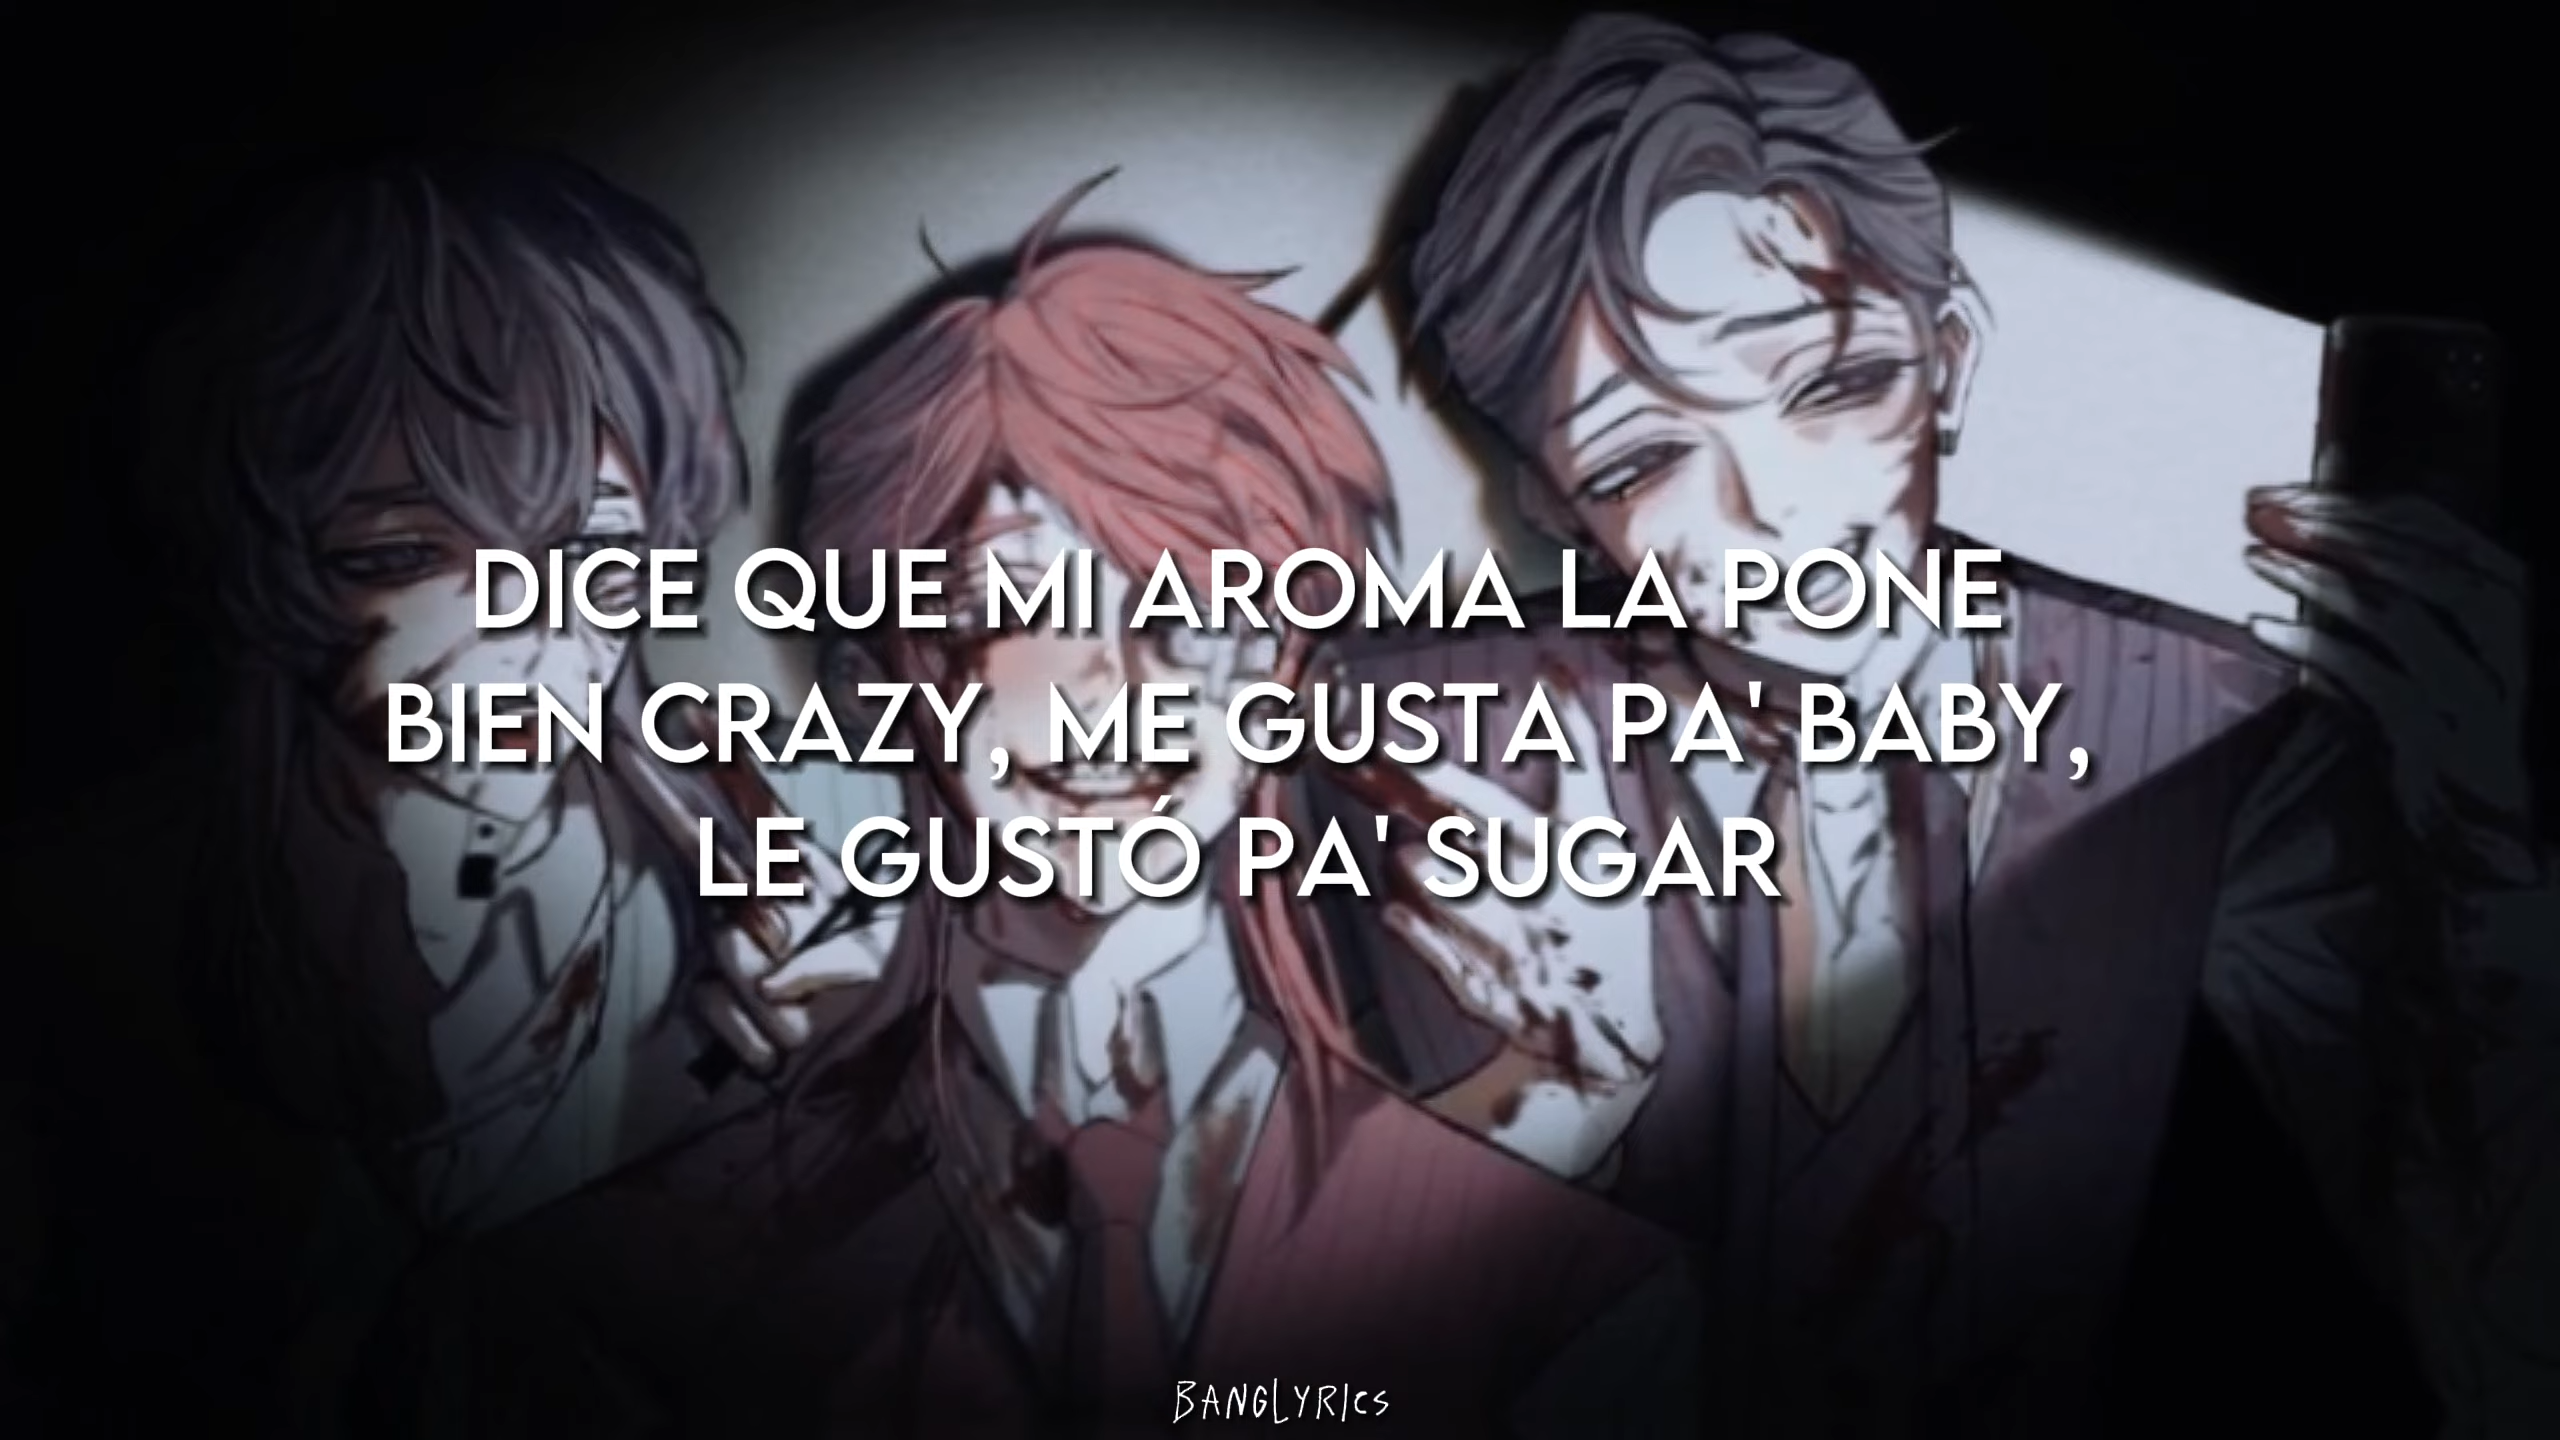 DICE QUE MI AROMA LA PONE
BIEN CRAZY, ME GUSTA PA' BABY,
LE GUSTÓ PA' SUGAR
BANGLYRICS